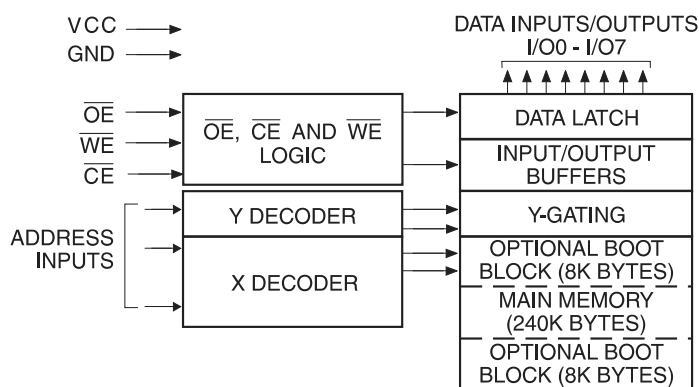 VCC
GND
OE
WE
CE
ADDRESS
INPUTS
OE, CE AND WE
LOGIC
Y DECODER
X DECODER
DATA INPUTS/OUTPUTS
I/O0 - I/O7
DATA LATCH
INPUT/OUTPUT
BUFFERS
Y-GATING
OPTIONAL BOOT
BLOCK (8K BYTES)
MAIN MEMORY
(240K BYTES)
OPTIONAL BOOT
BLOCK (8K BYTES)